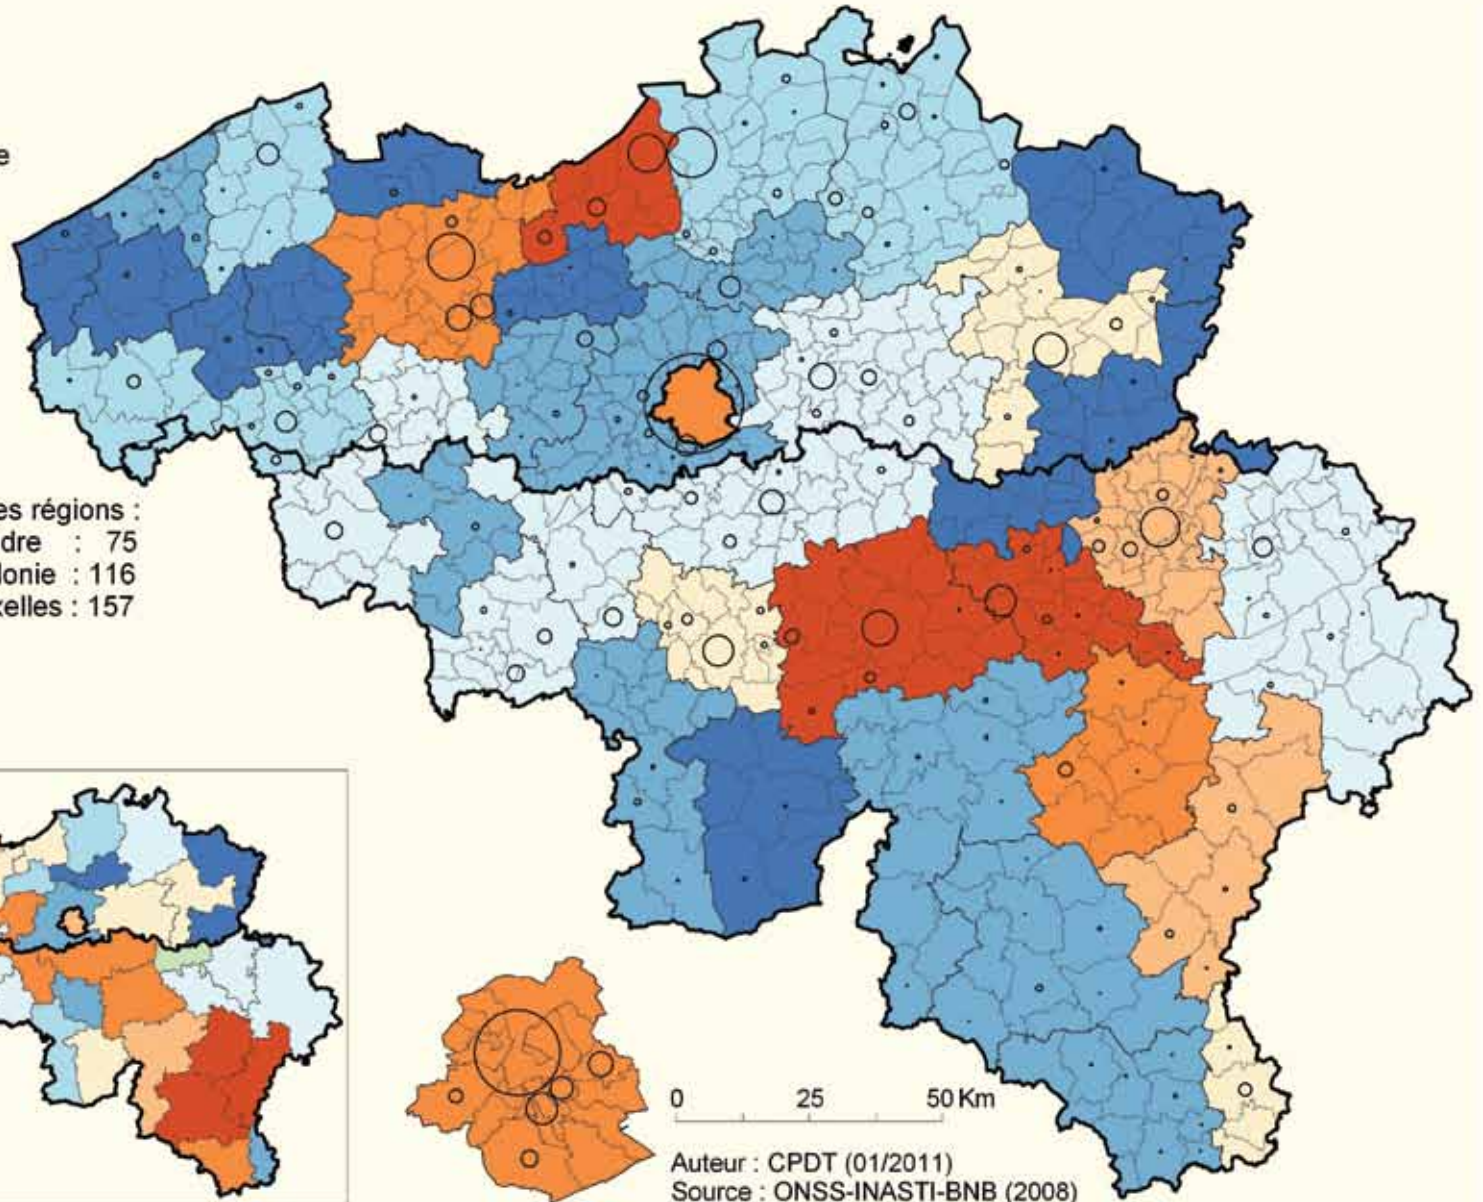 e
es régions :
dre : 75
lonie : 116
xelles : 157
0 25 50 Km
Auteur : CPDT (01/2011)
Source : ONSS-INASTI-BNB (2008)